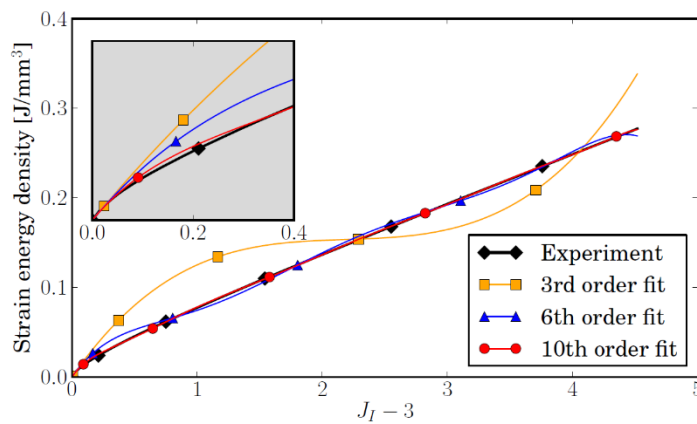 0.4
0.3
0.2
0.1
0.0
Strain energy density [J/mm³]
0.0
0.2
0.4
Experiment
3rd order fit
6th order fit
10th order fit
0
1
2
3
4
5
J_I − 3